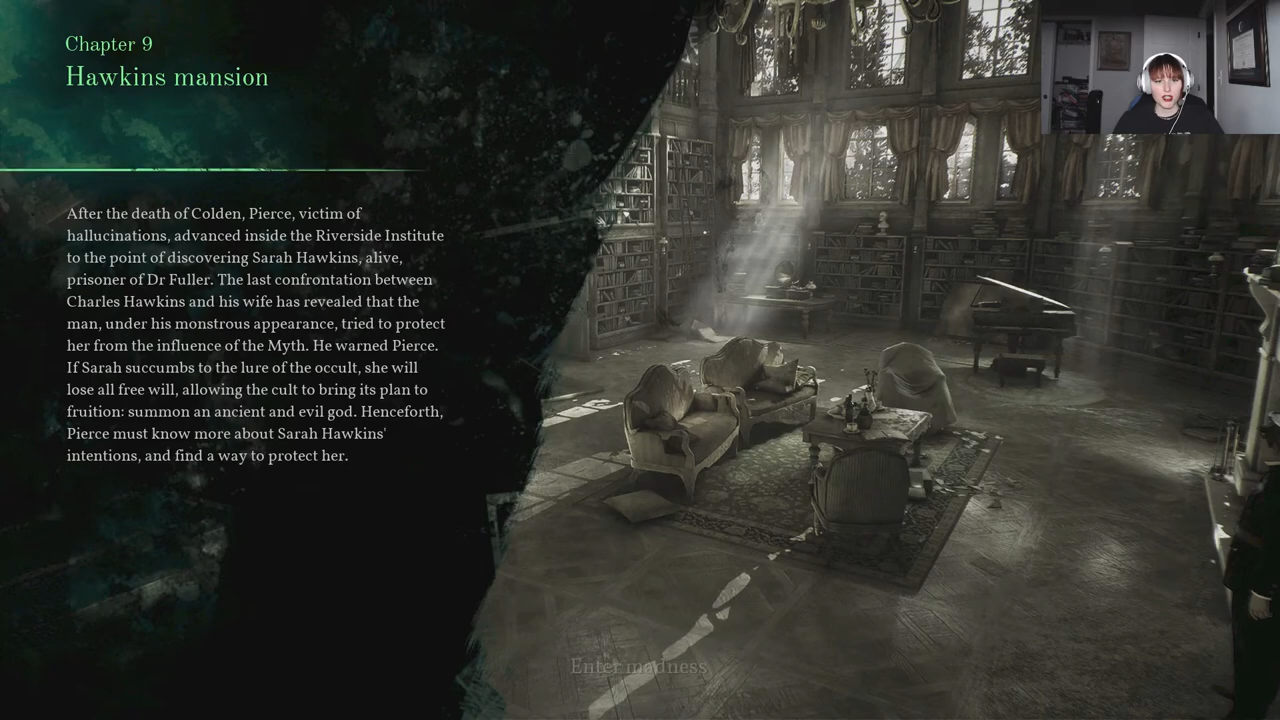 Chapter 9
Hawkins mansion
After the death of Colden, Pierce, victim of
hallucinations, advanced inside the Riverside Institute
to the point of discovering Sarah Hawkins, alive,
prisoner of Dr Fuller. The last confrontation between
Charles Hawkins and his wife has revealed that the
man, under his monstrous appearance, tried to protect
her from the influence of the Myth. He warned Pierce.
If Sarah succumbs to the lure of the occult, she will
lose all free will, allowing the cult to bring its plan to
fruition: summon an ancient and evil god. Henceforth,
Pierce must know more about Sarah Hawkins'
intentions, and find a way to protect her.
Enter madness